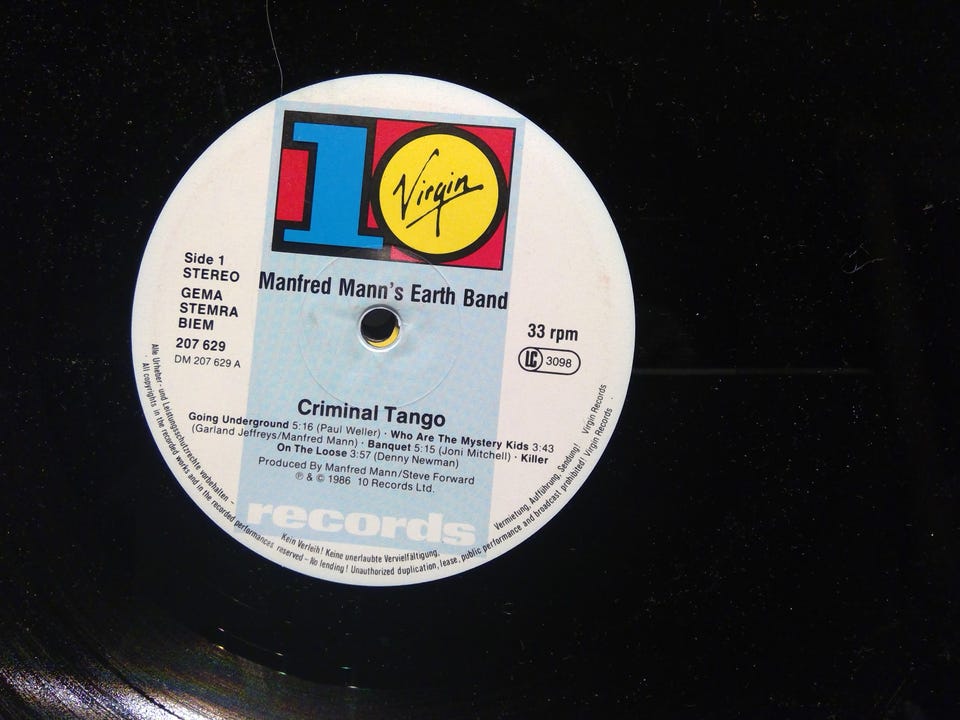 10
Virgin
Side 1
STEREO
GEMA
STEMRA
BIEM
207 629
DM 207 629 A
Manfred Mann's Earth Band
33 rpm
LC 3098
Criminal Tango
Going Underground 5:16 (Paul Weller) · Who Are The Mystery Kids 3:43
(Garland Jeffreys/Manfred Mann) · Banquet 5:15 (Joni Mitchell) · Killer
On The Loose 3:57 (Denny Newman)
Produced By Manfred Mann/Steve Forward
℗ & © 1986 10 Records Ltd.
records
Alle Urheber- und Leistungsschutzrechte vorbehalten – Kein Verleih! Keine unerlaubte Vervielfältigung, Vermietung, Aufführung, Sendung! Virgin Records
· All copyrights in the recorded works and in the recorded performances reserved – No lending! Unauthorized duplication, lease, public performance and broadcast prohibited Virgin Records ·